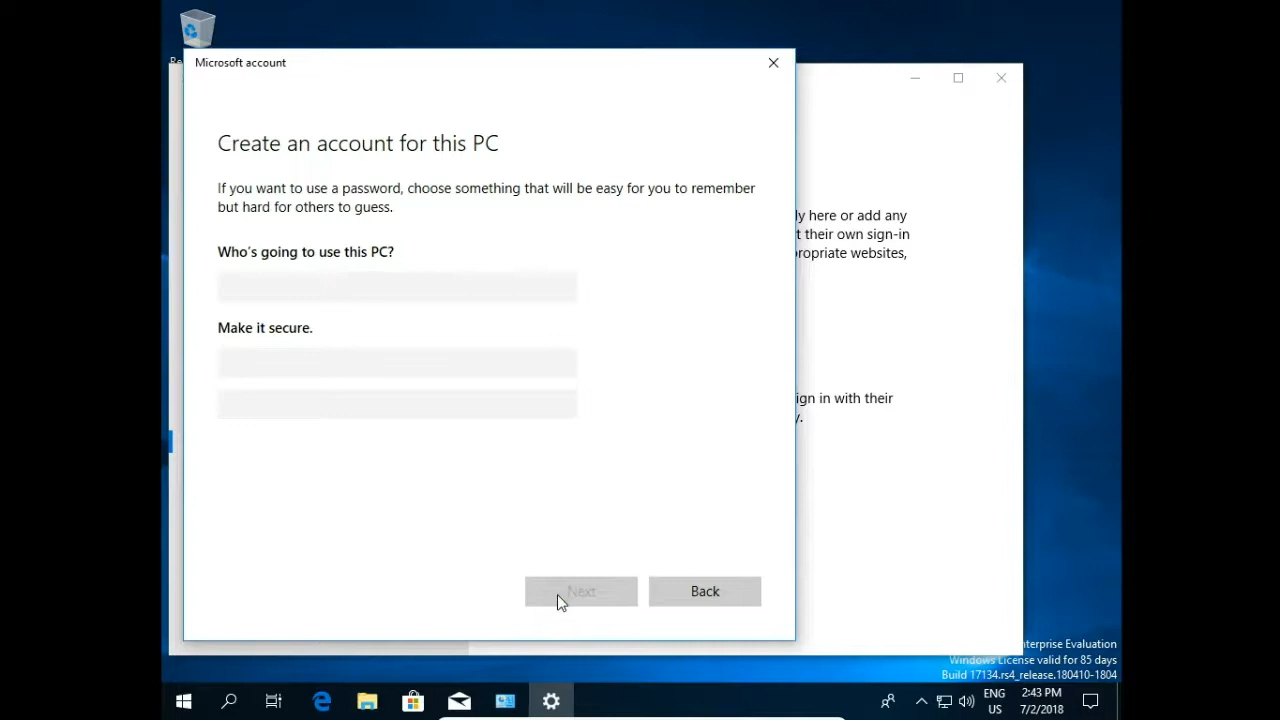 Re
Microsoft account
Create an account for this PC
If you want to use a password, choose something that will be easy for you to remember
but hard for others to guess.
Who's going to use this PC?
Make it secure.
Next
Back
ly here or add any
t their own sign-in
ropriate websites,
ign in with their
y.
terprise Evaluation
Windows License valid for 85 days
Build 17134.rs4_release.180410-1804
ENG
US
2:43 PM
7/2/2018